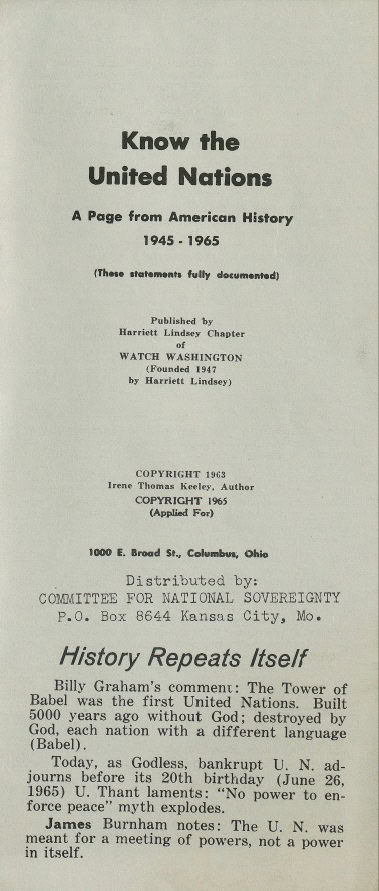 Know the
United Nations
A Page from American History
1945 - 1965
(These statements fully documented)
Published by
Harriett Lindsey Chapter
of
WATCH WASHINGTON
(Founded 1947
by Harriett Lindsey)
COPYRIGHT 1963
Irene Thomas Keeley, Author
COPYRIGHT 1965
(Applied For)
1000 E. Broad St., Columbus, Ohio
Distributed by:
COMMITTEE FOR NATIONAL SOVEREIGNTY
P.O. Box 8644 Kansas City, Mo.
History Repeats Itself
Billy Graham's comment: The Tower of
Babel was the first United Nations. Built
5000 years ago without God; destroyed by
God, each nation with a different language
(Babel).
Today, as Godless, bankrupt U. N. ad-
journs before its 20th birthday (June 26,
1965) U. Thant laments: "No power to en-
force peace" myth explodes.
James Burnham notes: The U. N. was
meant for a meeting of powers, not a power
in itself.